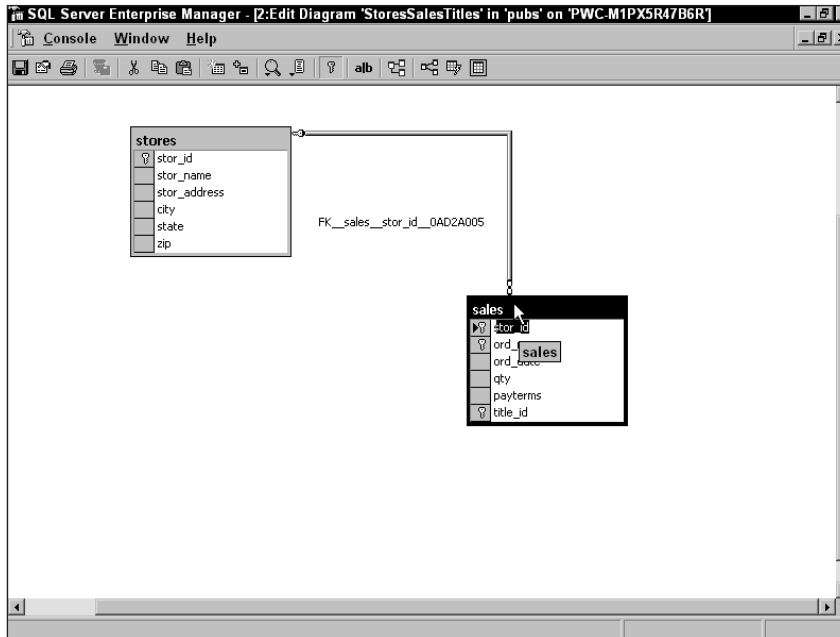 SQL Server Enterprise Manager - [2:Edit Diagram 'StoresSalesTitles' in 'pubs' on 'PWC-M1PX5R47B6R']
Console Window Help
a|b
stores
stor_id
stor_name
stor_address
city
state
zip
FK__sales__stor_id__0AD2A005
sales
stor_id
sales
qty
payterms
title_id